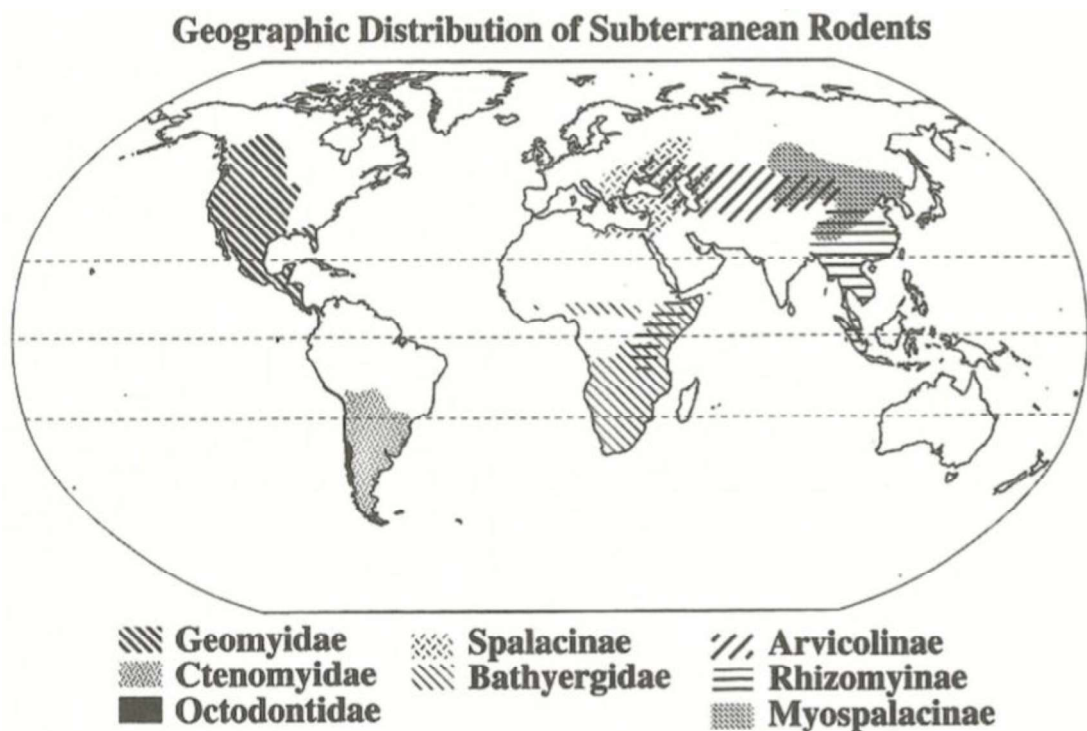 Geographic Distribution of Subterranean Rodents
Geomyidae
Ctenomyidae
Octodontidae
Spalacinae
Bathyergidae
Arvicolinae
Rhizomyinae
Myospalacinae